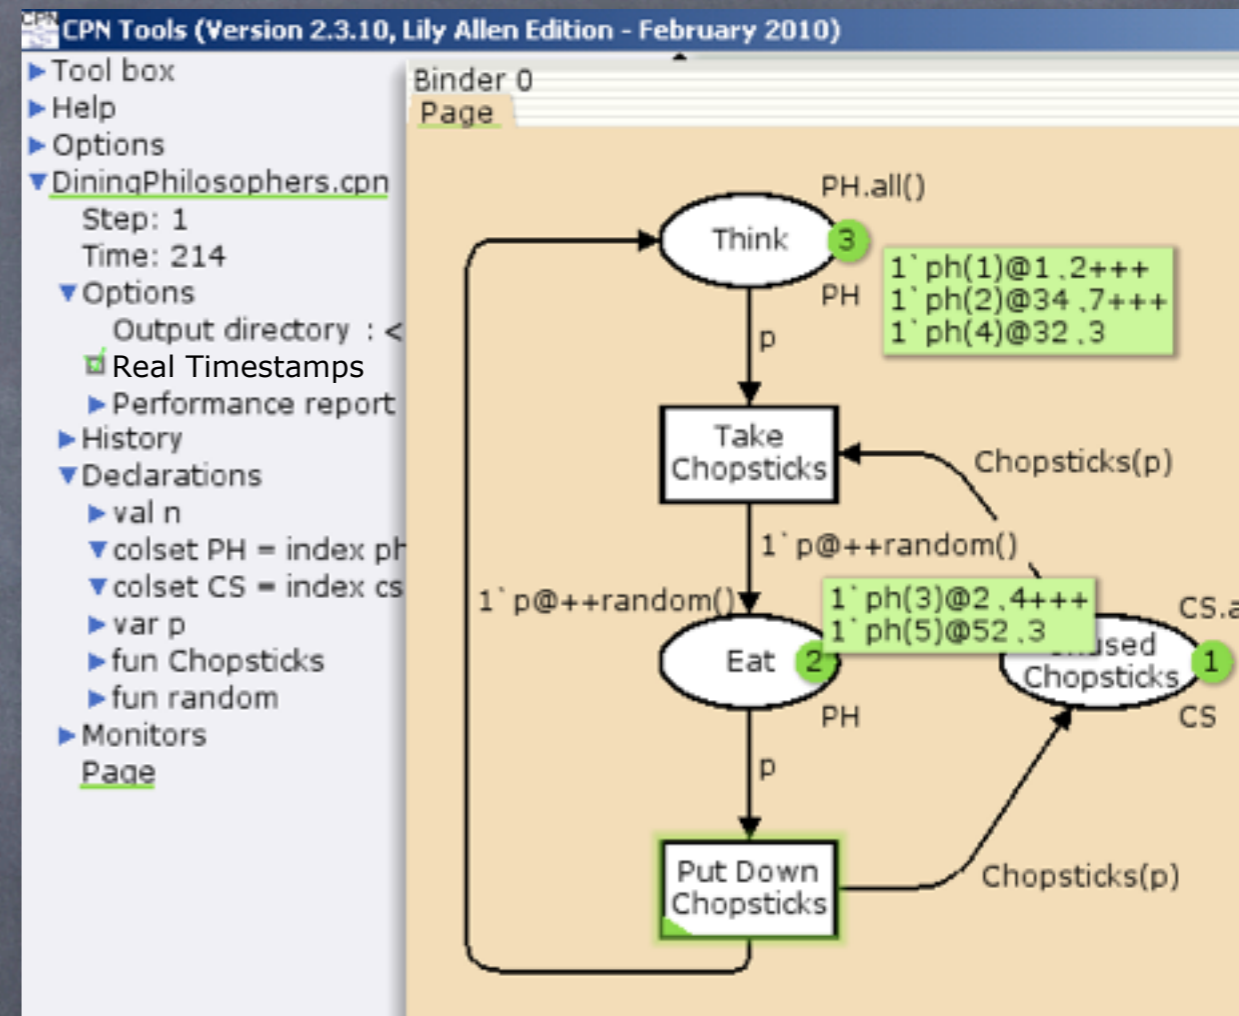 CPN Tools (Version 2.3.10, Lily Allen Edition - February 2010)
Tool box
Help
Options
DiningPhilosophers.cpn
Step: 1
Time: 214
Options
Output directory : <
Real Timestamps
Performance report
History
Declarations
val n
colset PH = index ph
colset CS = index cs
var p
fun Chopsticks
fun random
Monitors
Page
Binder 0
Page
PH.all()
Think
3
1`ph(1)@1.2+++
1`ph(2)@34.7+++
1`ph(4)@32.3
PH
p
Take
Chopsticks
Chopsticks(p)
1`p@++random()
1`p@++random()
1`ph(3)@2.4+++
1`ph(5)@52.3
CS.a
Eat
2
used
Chopsticks
1
PH
CS
p
Put Down
Chopsticks
Chopsticks(p)